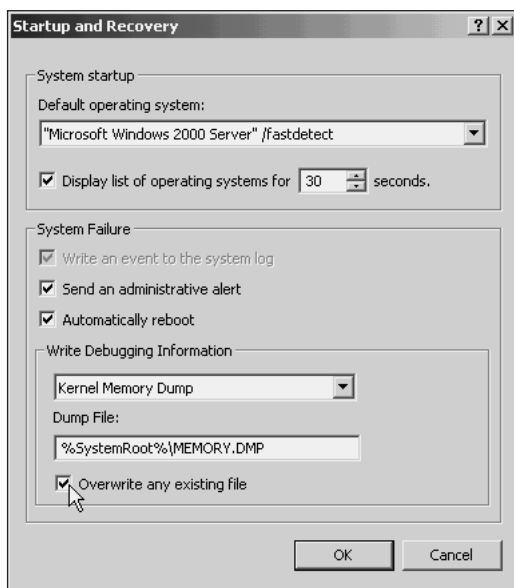 Startup and Recovery
System startup
Default operating system:
"Microsoft Windows 2000 Server" /fastdetect
Display list of operating systems for 30 seconds.
System Failure
Write an event to the system log
Send an administrative alert
Automatically reboot
Write Debugging Information
Kernel Memory Dump
Dump File:
%SystemRoot%\MEMORY.DMP
Overwrite any existing file
OK Cancel